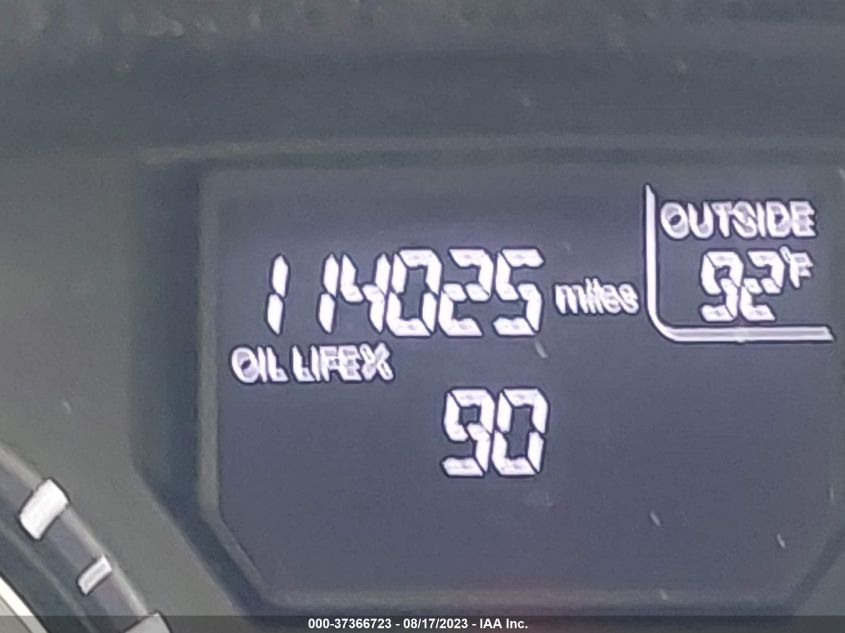 OUTSIDE
92°F
114025 miles
OIL LIFE%
90
000-37366723 - 08/17/2023 - IAA Inc.